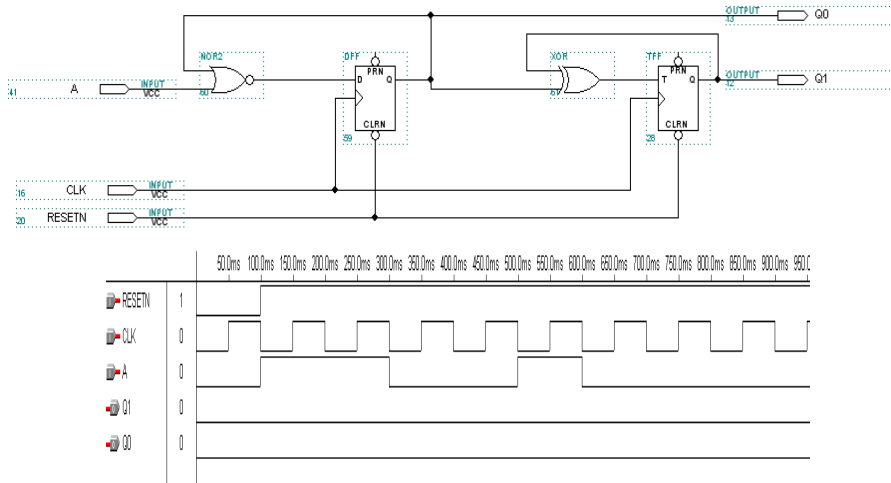 OUTPUT
43
Q0
NOR2
DFF
XOR
TFF
PRN
PRN
OUTPUT
42
Q1
41
A
INPUT
VCC
60
D
Q
T
Q
CLRN
CLRN
59
61
28
16
CLK
INPUT
VCC
20
RESETN
INPUT
VCC
50.0ms 100.0ms 150.0ms 200.0ms 250.0ms 300.0ms 350.0ms 400.0ms 450.0ms 500.0ms 550.0ms 600.0ms 650.0ms 700.0ms 750.0ms 800.0ms 850.0ms 900.0ms 950.
RESETN 1
CLK 0
A 0
Q1 0
Q0 0